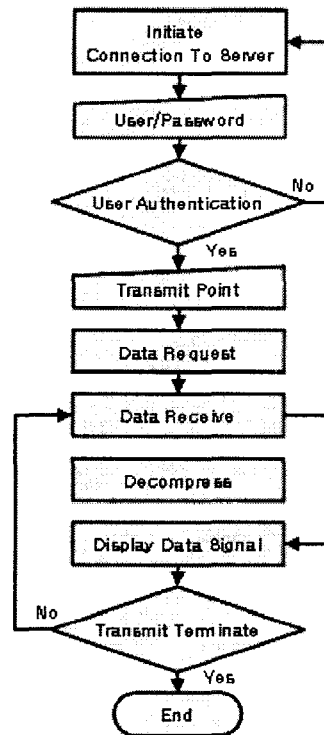 Initiate
Connection To Server
User/Password
User Authentication
No
Yes
Transmit Point
Data Request
Data Receive
Decompress
Display Data Signal
No
Transmit Terminate
Yes
End